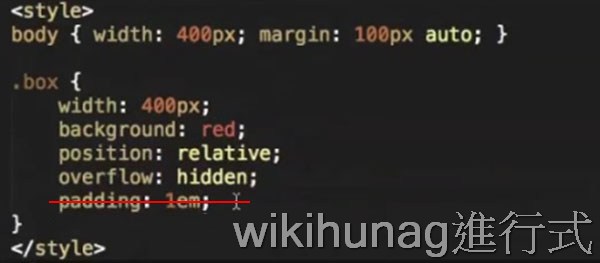 <style>
body { width: 400px; margin: 100px auto; }
.box {
width: 400px;
background: red;
position: relative;
overflow: hidden;
padding: 1em;
}
</style>
wikihunag進行式